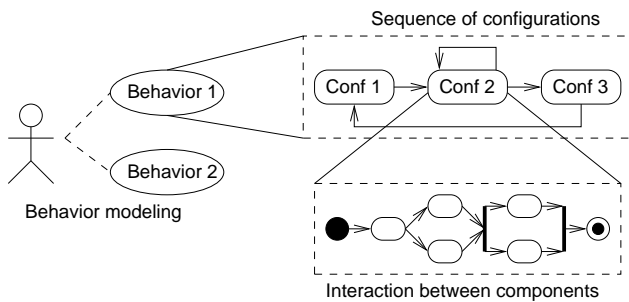 Sequence of configurations
Behavior 1
Conf 1
Conf 2
Conf 3
Behavior 2
Behavior modeling
Interaction between components